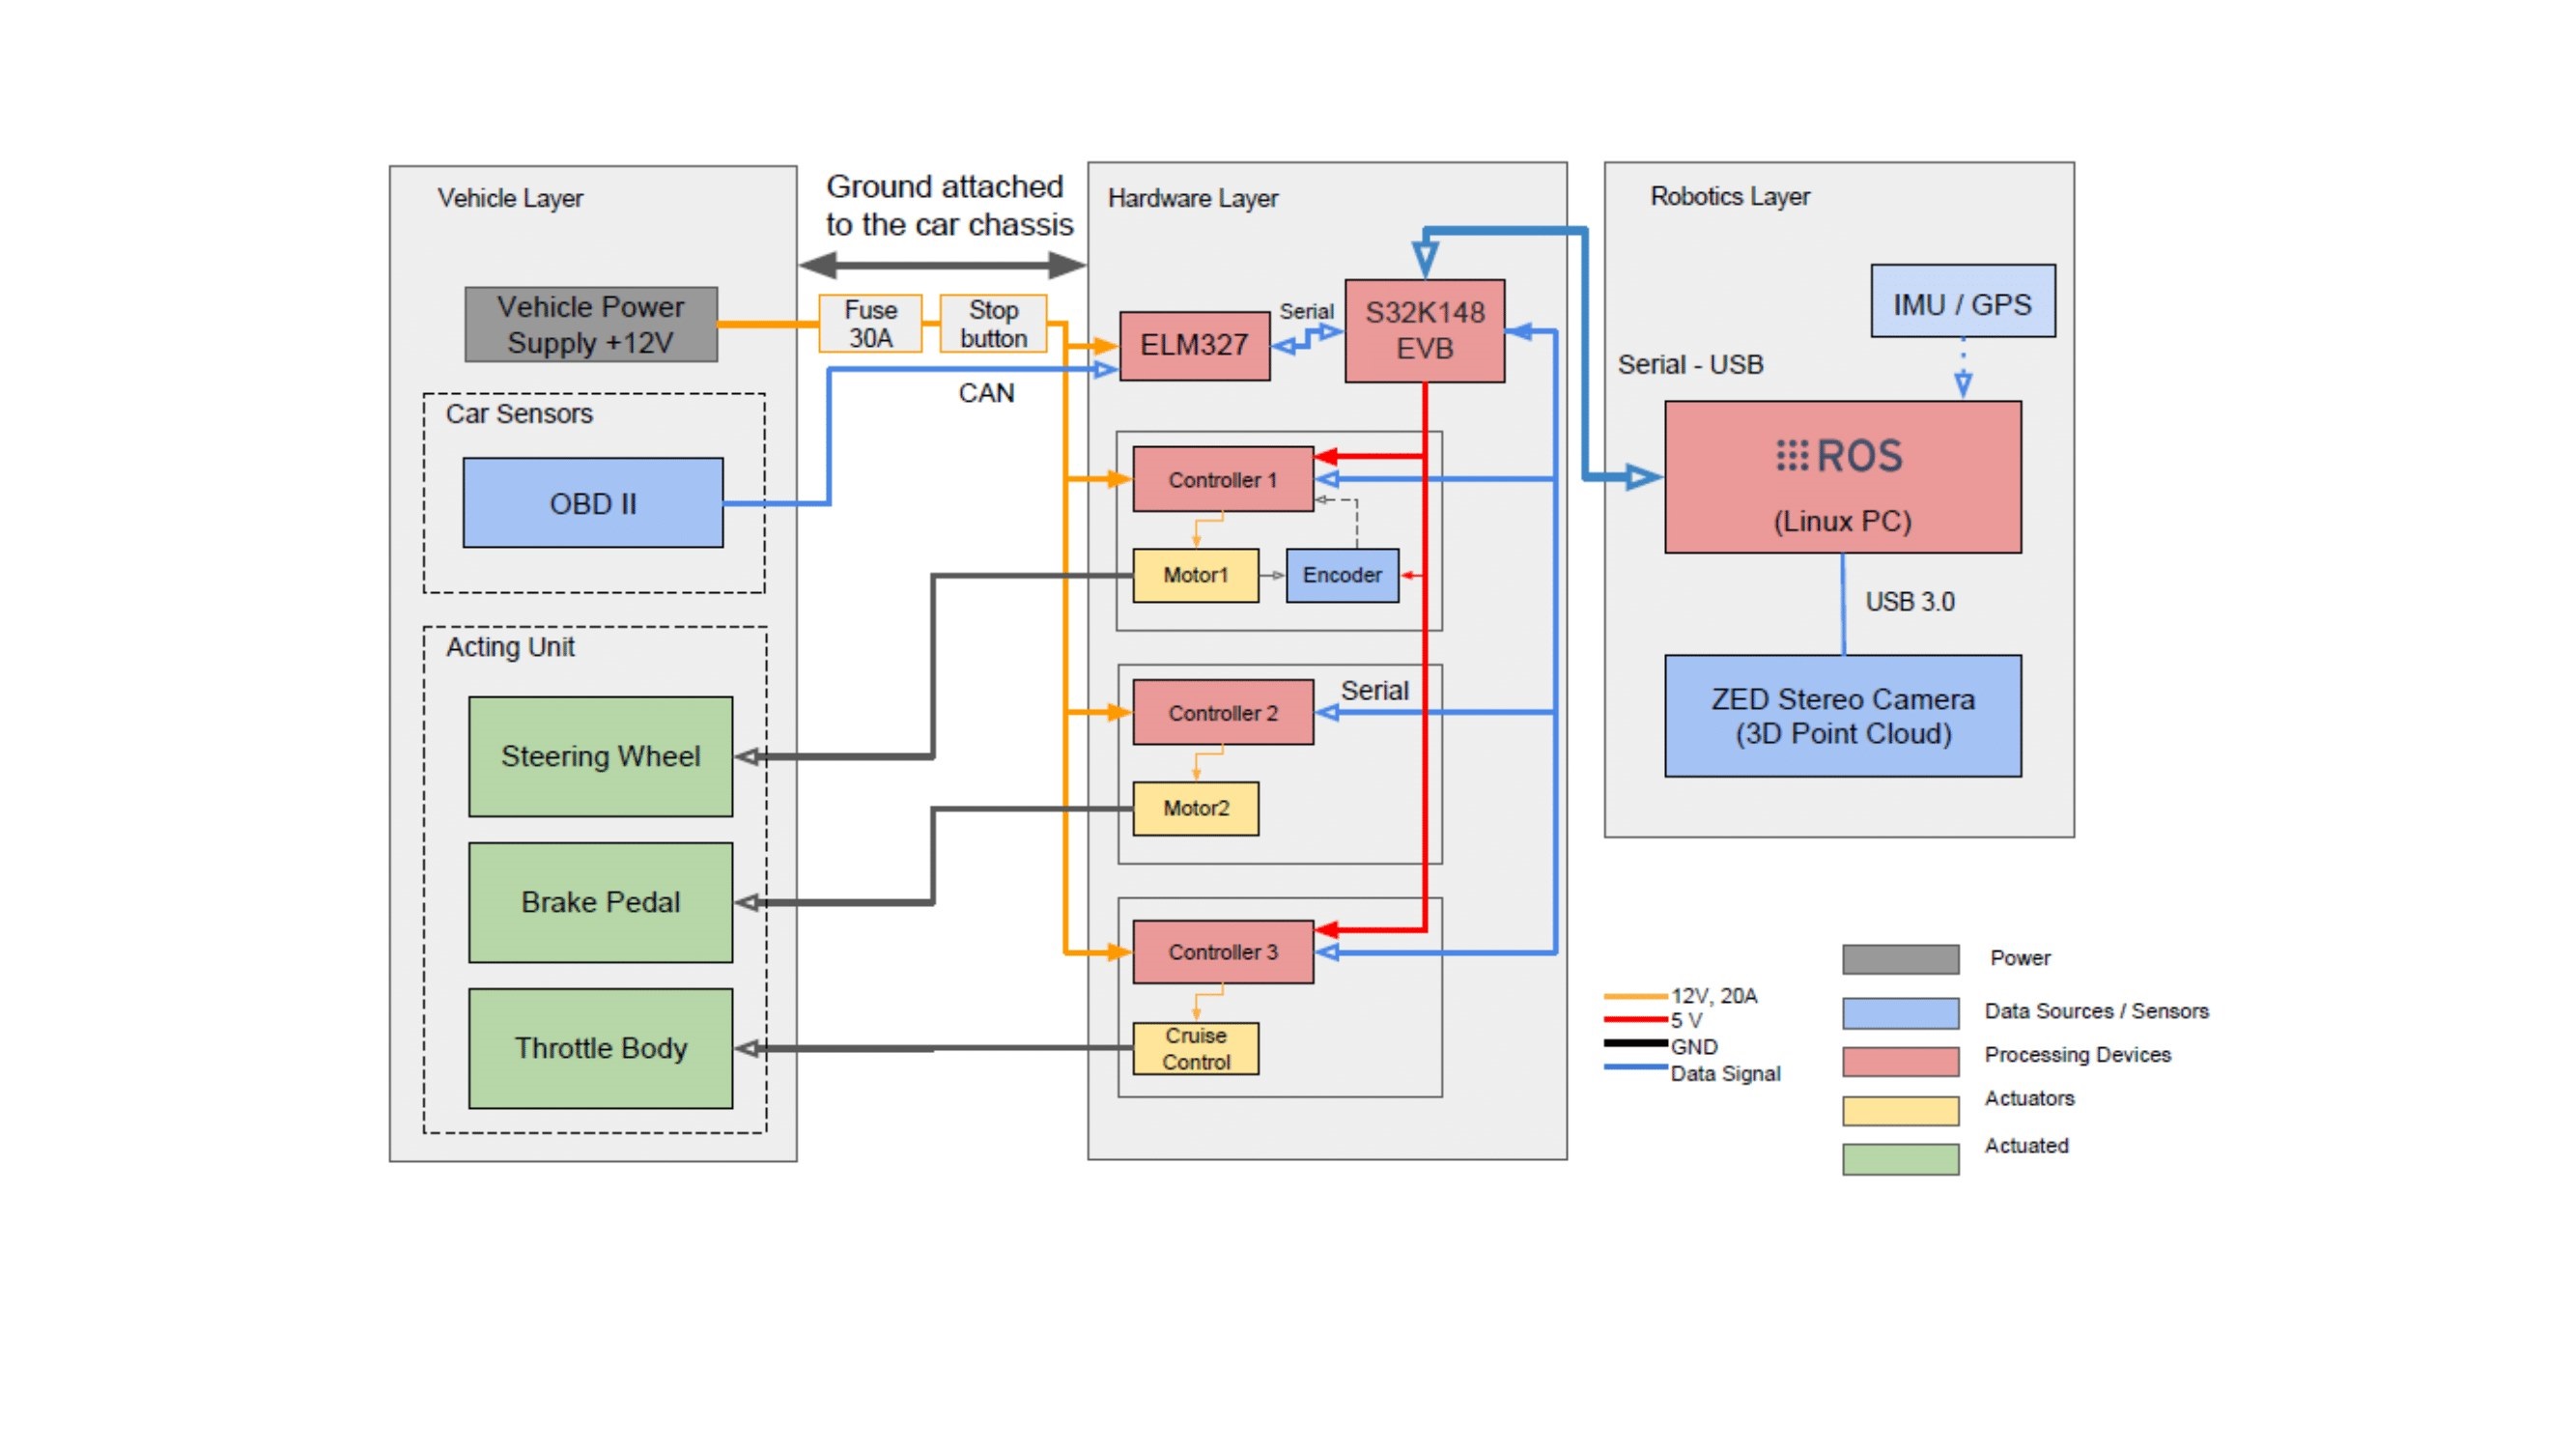 Vehicle Layer
Ground attached
to the car chassis
Hardware Layer
Robotics Layer
Vehicle Power
Supply +12V
Fuse
30A
Stop
button
ELM327
Serial
S32K148
EVB
IMU / GPS
Serial - USB
CAN
Car Sensors
OBD II
ROS
(Linux PC)
Controller 1
Motor1
Encoder
USB 3.0
Acting Unit
Steering Wheel
Controller 2
Serial
Motor2
ZED Stereo Camera
(3D Point Cloud)
Brake Pedal
Controller 3
Throttle Body
Cruise
Control
12V, 20A
5 V
GND
Data Signal
Power
Data Sources / Sensors
Processing Devices
Actuators
Actuated